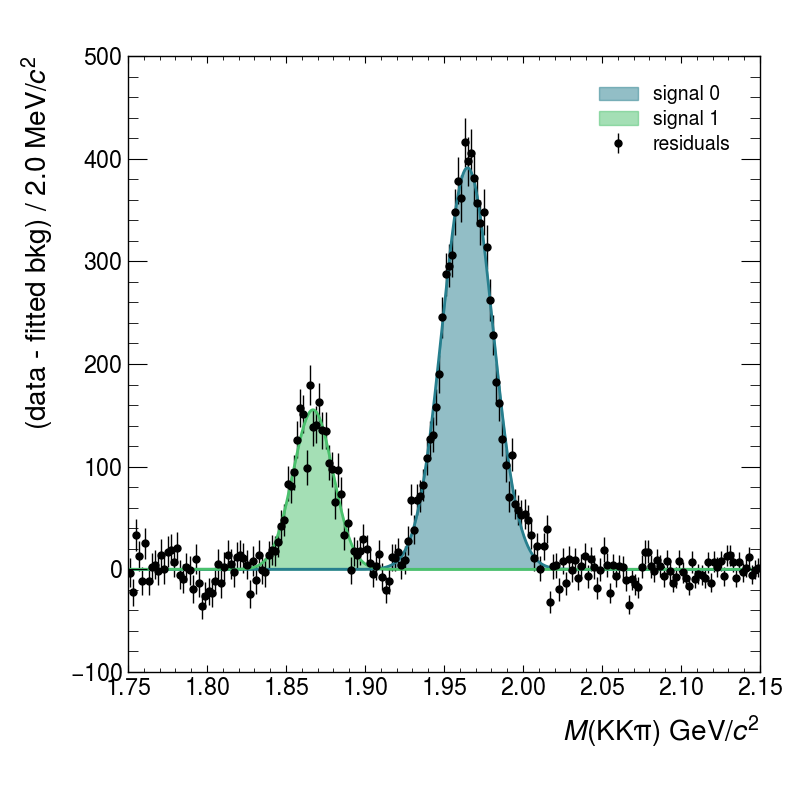 (data - fitted bkg) / 2.0 MeV/c²
500
400
300
200
100
0
−100
signal 0
signal 1
residuals
1.75 1.80 1.85 1.90 1.95 2.00 2.05 2.10 2.15
M(KKπ) GeV/c²